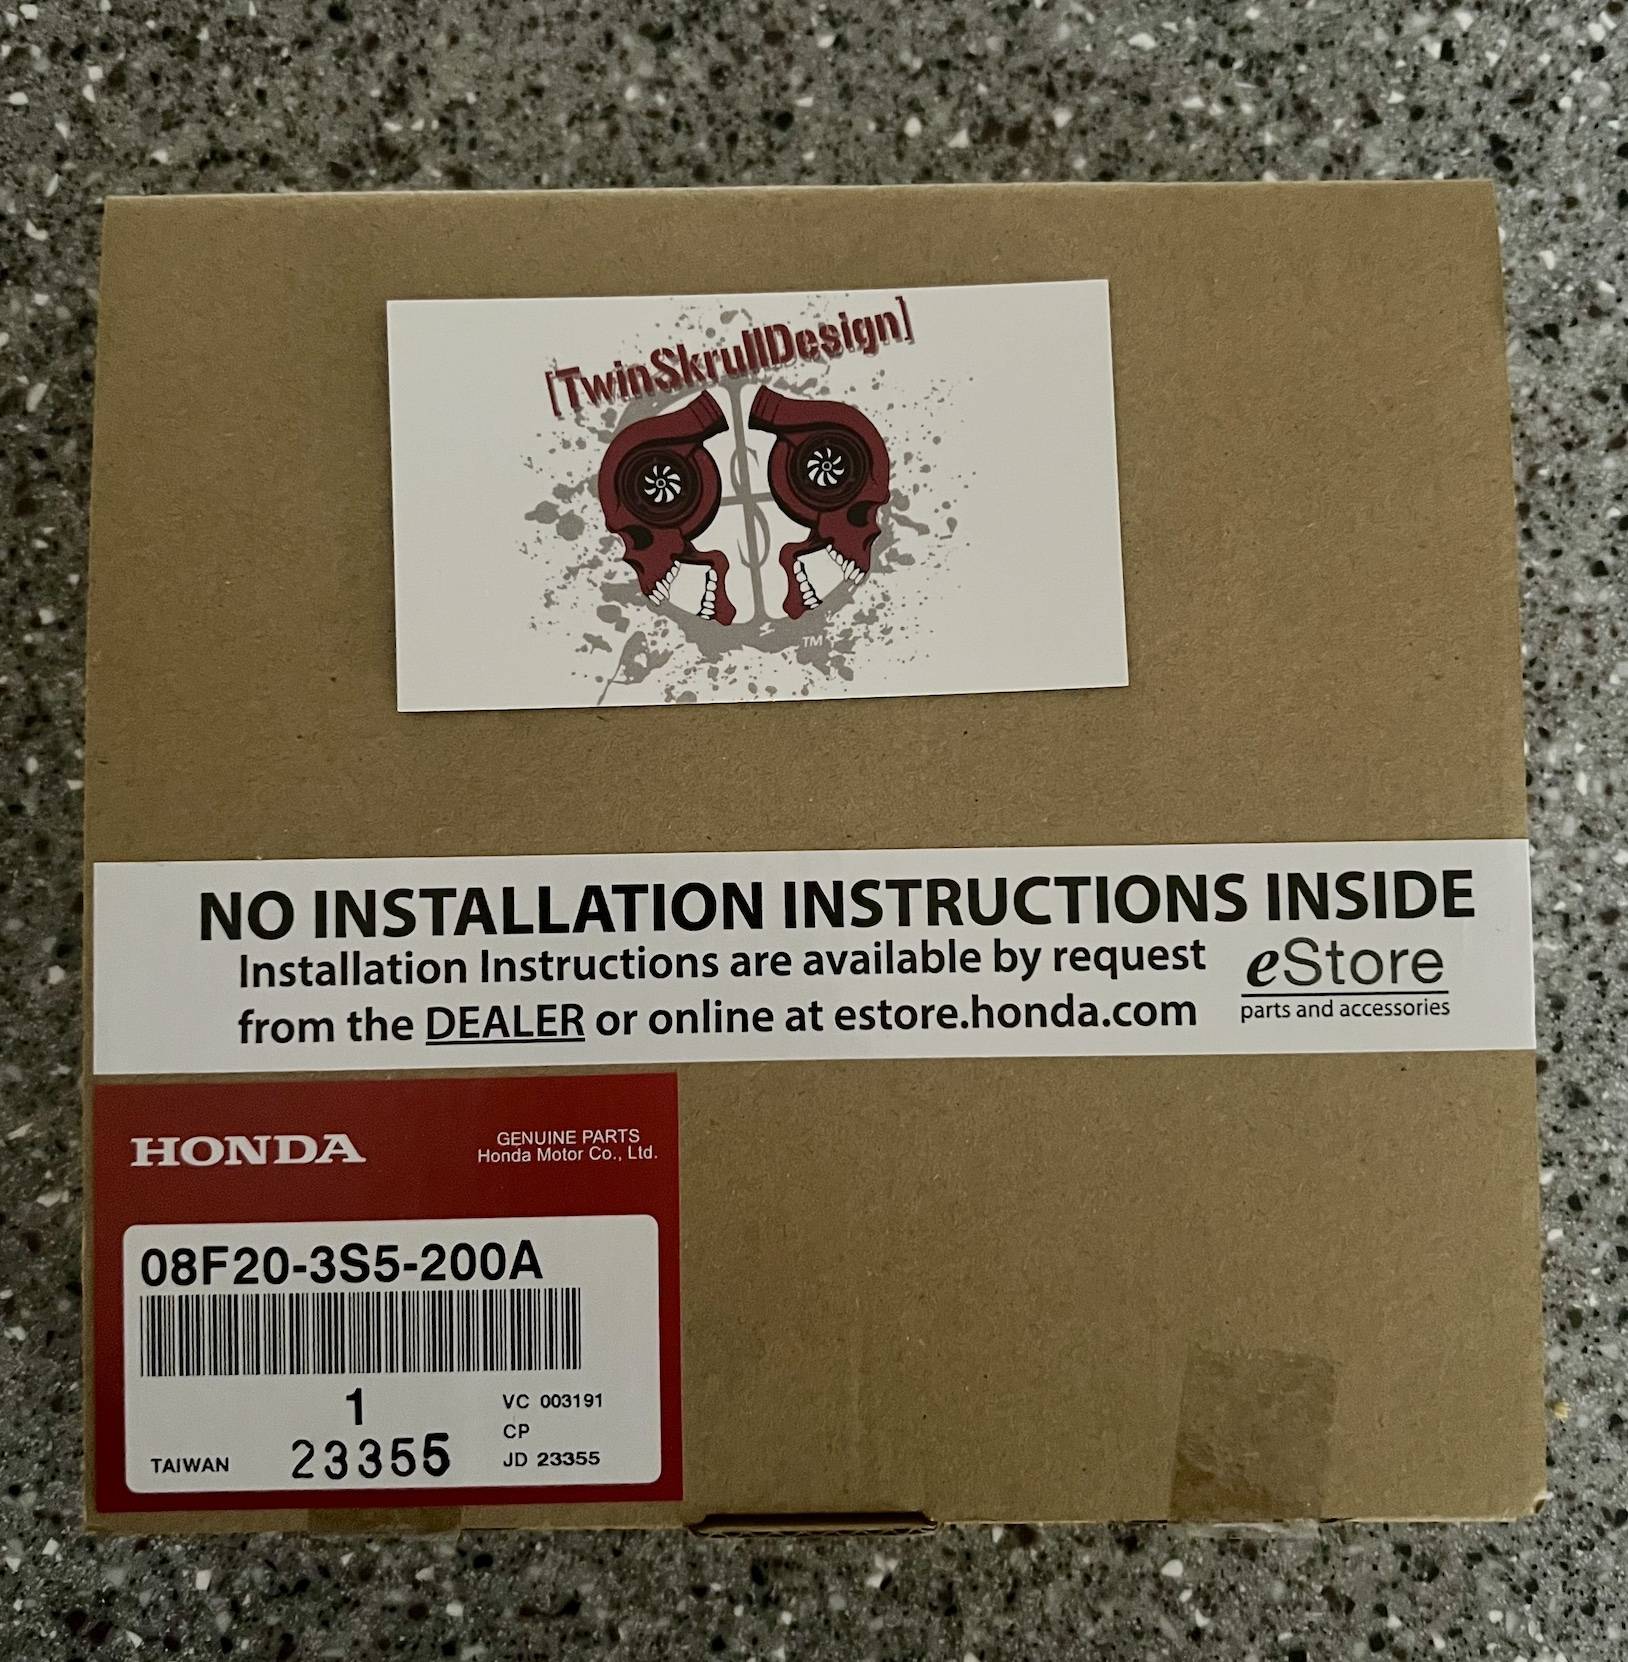 [TwinSkrullDesign]
TM
NO INSTALLATION INSTRUCTIONS INSIDE
Installation Instructions are available by request
from the DEALER or online at estore.honda.com
eStore
parts and accessories
HONDA
GENUINE PARTS
Honda Motor Co., Ltd.
08F20-3S5-200A
1
VC 003191
CP
TAIWAN 23355 JD 23355